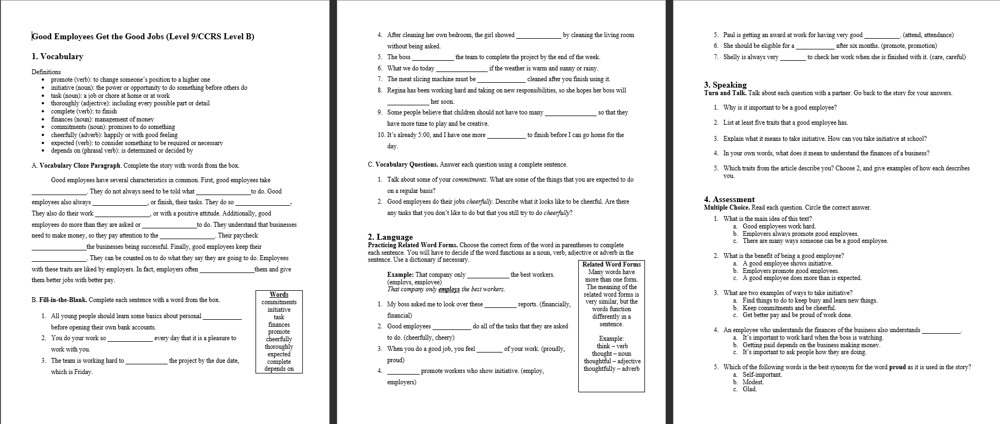 Good Employees Get the Good Jobs (Level 9/CCRS Level B)
1. Vocabulary
Definitions
• promote (verb): to change someone's position to a higher one
• initiative (noun): the power or opportunity to do something before others do
• task (noun): a job or chore at home or at work
• thoroughly (adjective): including every possible part or detail
• complete (verb): to finish
• finances (noun): management of money
• commitments (noun): promises to do something
• cheerfully (adverb): happily or with good feeling
• expected (verb): to consider something to be required or necessary
• depends on (phrasal verb): is determined or decided by
A. Vocabulary Cloze Paragraph. Complete the story with words from the box.
Good employees have several characteristics in common. First, good employees take
_________________. They do not always need to be told what _________________to do. Good
employees also always _________________, or finish, their tasks. They do so _________________.
They also do their work _________________, or with a positive attitude. Additionally, good
employees do more than they are asked or _________________to do. They understand that businesses
need to make money, so they pay attention to the _________________. Their paycheck
_________________the businesses being successful. Finally, good employees keep their
_________________. They can be counted on to do what they say they are going to do. Employees
with these traits are liked by employers. In fact, employers often _________________them and give
them better jobs with better pay.
B. Fill-in-the-Blank. Complete each sentence with a word from the box.
1. All young people should learn some basics about personal ____________
before opening their own bank accounts.
2. You do your work so ______________ every day that it is a pleasure to
work with you.
3. The team is working hard to _____________ the project by the due date,
which is Friday.
Words
commitments
initiative
task
finances
promote
cheerfully
thoroughly
expected
complete
depends on
4. After cleaning her own bedroom, the girl showed ______________ by cleaning the living room
without being asked.
5. The boss _____________ the team to complete the project by the end of the week.
6. What we do today ________________ if the weather is warm and sunny or rainy.
7. The meat slicing machine must be _______________ cleaned after you finish using it.
8. Regina has been working hard and taking on new responsibilities, so she hopes her boss will
_____________ her soon.
9. Some people believe that children should not have too many ________________ so that they
have more time to play and be creative.
10. It's already 5:00, and I have one more ____________ to finish before I can go home for the
day.
C. Vocabulary Questions. Answer each question using a complete sentence.
1. Talk about some of your commitments. What are some of the things that you are expected to do
on a regular basis?
2. Good employees do their jobs cheerfully. Describe what it looks like to be cheerful. Are there
any tasks that you don't like to do but that you still try to do cheerfully?
2. Language
Practicing Related Word Forms. Choose the correct form of the word in parentheses to complete
each sentence. You will have to decide if the word functions as a noun, verb, adjective or adverb in the
sentence. Use a dictionary if necessary.
Example: That company only _____________ the best workers.
(employs, employee)
That company only employs the best workers.
1. My boss asked me to look over these __________ reports. (financially,
financial)
2. Good employees ____________ do all of the tasks that they are asked
to do. (cheerfully, cheery)
3. When you do a good job, you feel ________ of your work. (proudly,
proud)
4. __________ promote workers who show initiative. (employ,
employers)
Related Word Forms
Many words have
more than one form.
The meaning of the
related word forms is
very similar, but the
words function
differently in a
sentence.
Example:
think – verb
thought – noun
thoughtful – adjective
thoughtfully – adverb
5. Paul is getting an award at work for having very good ___________. (attend, attendance)
6. She should be eligible for a ____________ after six months. (promote, promotion)
7. Shelly is always very ________ to check her work when she is finished with it. (care, careful)
3. Speaking
Turn and Talk. Talk about each question with a partner. Go back to the story for your answers.
1. Why is it important to be a good employee?
2. List at least five traits that a good employee has.
3. Explain what it means to take initiative. How can you take initiative at school?
4. In your own words, what does it mean to understand the finances of a business?
5. Which traits from the article describe you? Choose 2, and give examples of how each describes
you.
4. Assessment
Multiple Choice. Read each question. Circle the correct answer.
1. What is the main idea of this text?
a. Good employees work hard.
b. Employers always promote good employees.
c. There are many ways someone can be a good employee.
2. What is the benefit of being a good employee?
a. A good employee shows initiative.
b. Employers promote good employees.
c. A good employee does more than is expected.
3. What are two examples of ways to take initiative?
a. Find things to do to keep busy and learn new things.
b. Keep commitments and be cheerful.
c. Get better pay and be proud of work done.
4. An employee who understands the finances of the business also understands ____________.
a. It's important to work hard when the boss is watching.
b. Getting paid depends on the business making money.
c. It's important to ask people how they are doing.
5. Which of the following words is the best synonym for the word proud as it is used in the story?
a. Self-important.
b. Modest.
c. Glad.